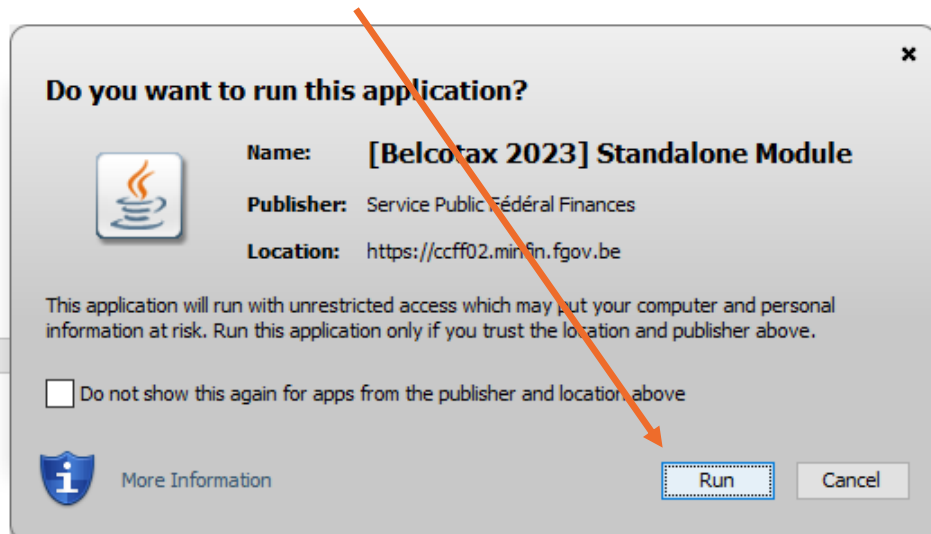 Do you want to run this application?
Name: [Belcotax 2023] Standalone Module
Publisher: Service Public Fédéral Finances
Location: https://ccff02.minfin.fgov.be
This application will run with unrestricted access which may put your computer and personal
information at risk. Run this application only if you trust the location and publisher above.
Do not show this again for apps from the publisher and location above
More Information
Run Cancel